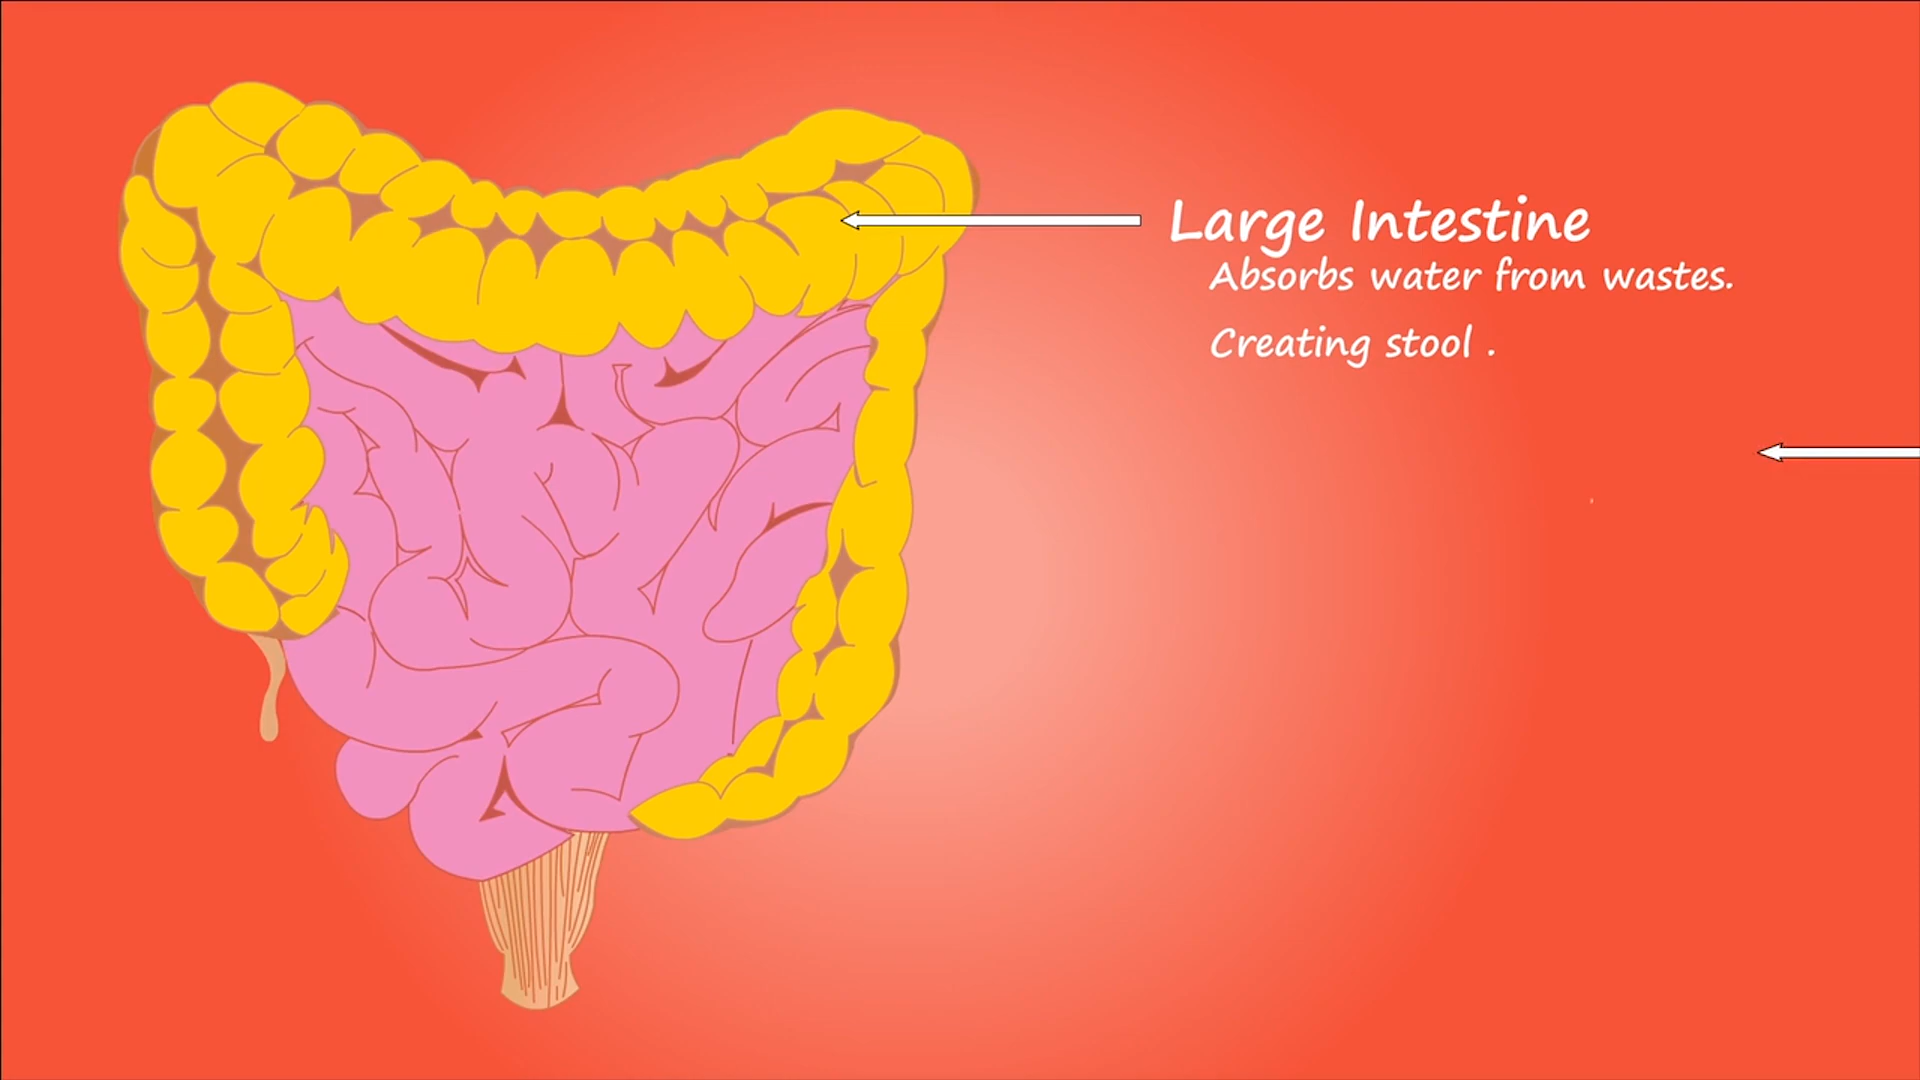 Large Intestine
Absorbs water from wastes.
Creating stool .